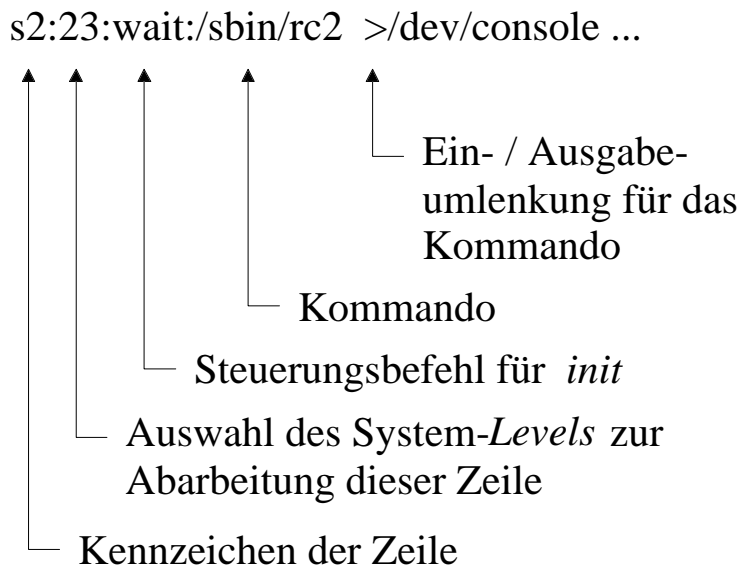 s2:23:wait:/sbin/rc2 >/dev/console ...
Ein- / Ausgabe-
umlenkung für das
Kommando
Kommando
Steuerungsbefehl für init
Auswahl des System-Levels zur
Abarbeitung dieser Zeile
Kennzeichen der Zeile